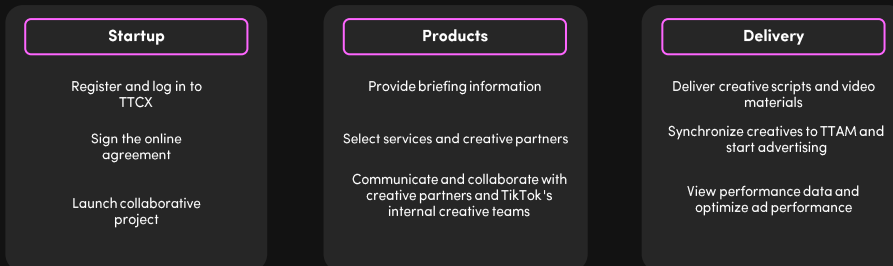 Startup
Register and log in to
TTCX
Sign the online
agreement
Launch collaborative
project
Products
Provide briefing information
Select services and creative partners
Communicate and collaborate with
creative partners and TikTok's
internal creative teams
Delivery
Deliver creative scripts and video
materials
Synchronize creatives to TTAM and
start advertising
View performance data and
optimize ad performance